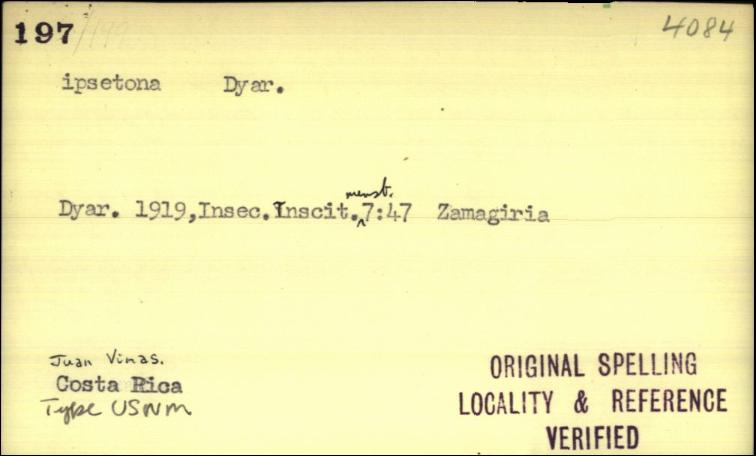 197 /199 4084
ipsetona Dyar.
Dyar. 1919, Insec. Inscit. menst. 7:47 Zamagiria
Juan Vinas.
Costa Rica
Type USNM
ORIGINAL SPELLING
LOCALITY & REFERENCE
VERIFIED